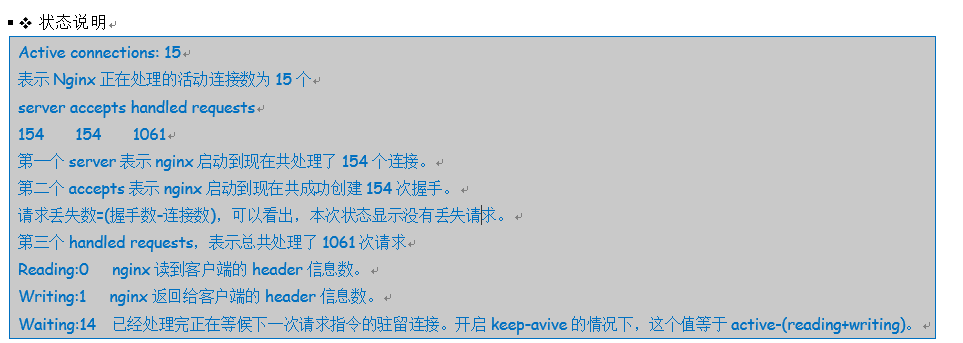 ▪ ❖ 状态说明
Active connections: 15
表示 Nginx 正在处理的活动连接数为 15 个
server accepts handled requests
154 154 1061
第一个 server 表示 nginx 启动到现在共处理了 154 个连接。
第二个 accepts 表示 nginx 启动到现在共成功创建 154 次握手。
请求丢失数=(握手数-连接数)，可以看出，本次状态显示没有丢失请求。
第三个 handled requests，表示总共处理了 1061 次请求
Reading:0 nginx 读到客户端的 header 信息数。
Writing:1 nginx 返回给客户端的 header 信息数。
Waiting:14 已经处理完正在等候下一次请求指令的驻留连接。开启 keep-avive 的情况下，这个值等于 active-(reading+writing)。